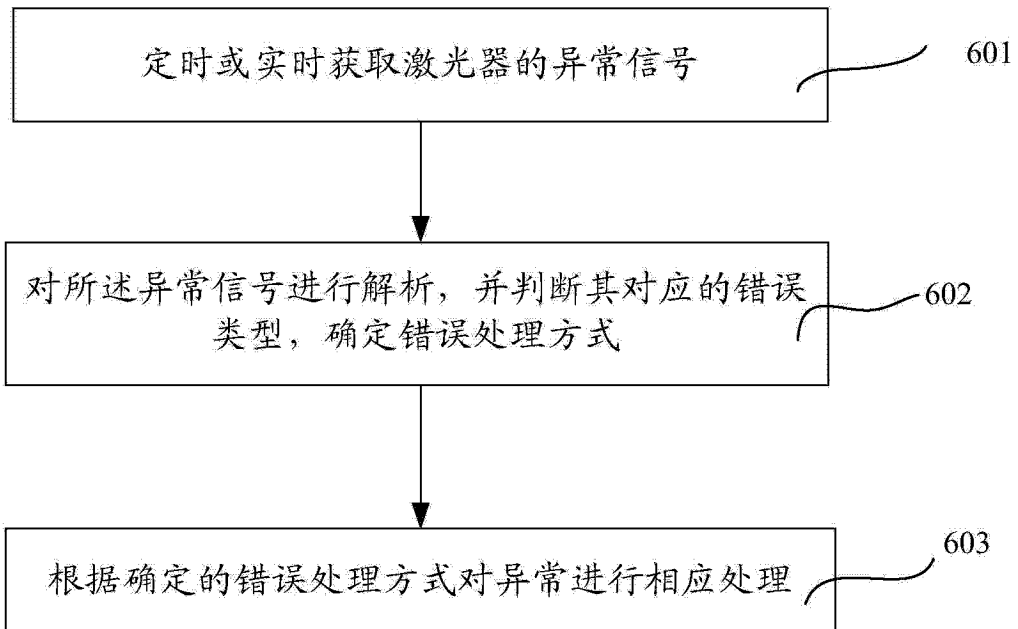 定时或实时获取激光器的异常信号
601
对所述异常信号进行解析，并判断其对应的错误
类型，确定错误处理方式
602
根据确定的错误处理方式对异常进行相应处理
603